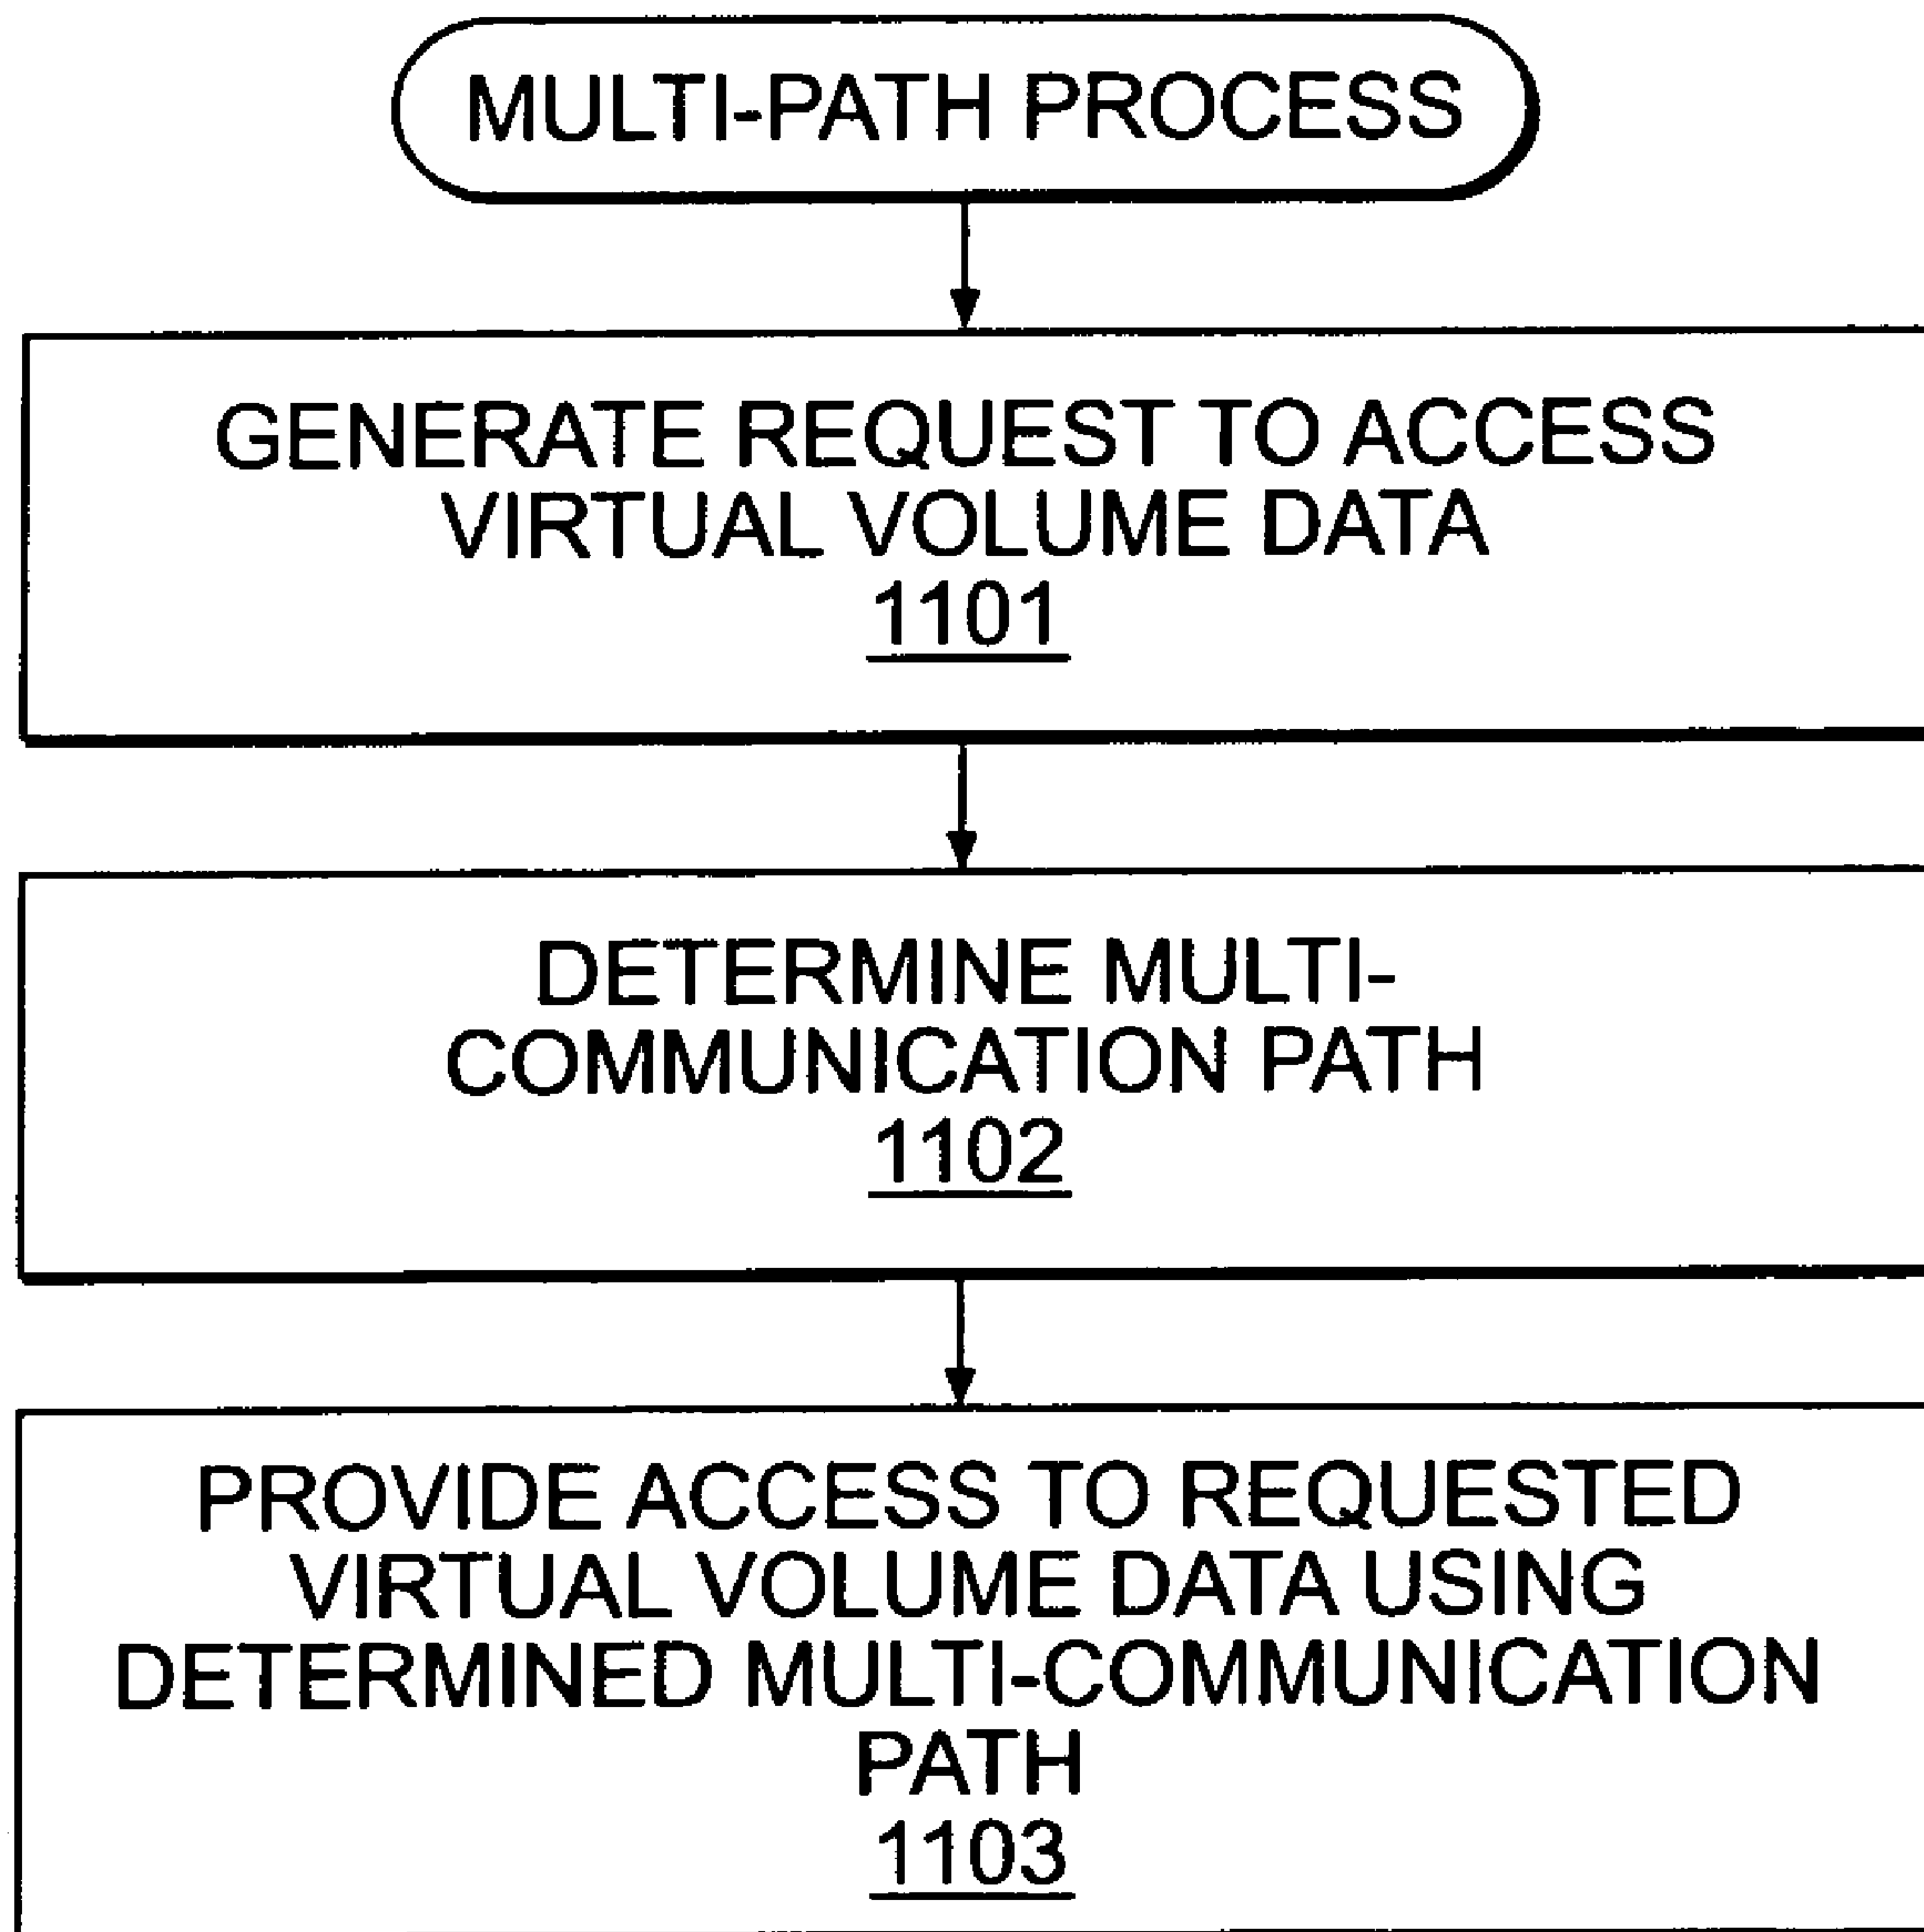 MULTI-PATH PROCESS
GENERATE REQUEST TO ACCESS
VIRTUAL VOLUME DATA
1101
DETERMINE MULTI-
COMMUNICATION PATH
1102
PROVIDE ACCESS TO REQUESTED
VIRTUAL VOLUME DATA USING
DETERMINED MULTI-COMMUNICATION
PATH
1103